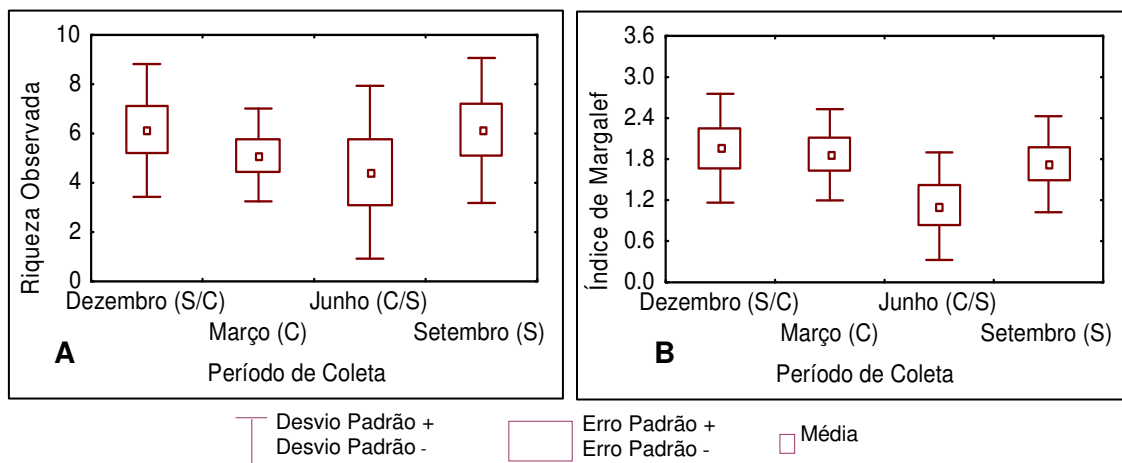 Riqueza Observada
10
8
6
4
2
0
Dezembro (S/C)
Março (C)
Junho (C/S)
Setembro (S)
A
Período de Coleta
Índice de Margalef
3.6
3.0
2.4
1.8
1.2
0.6
0.0
Dezembro (S/C)
Março (C)
Junho (C/S)
Setembro (S)
B
Período de Coleta
Desvio Padrão +
Desvio Padrão -
Erro Padrão +
Erro Padrão -
Média